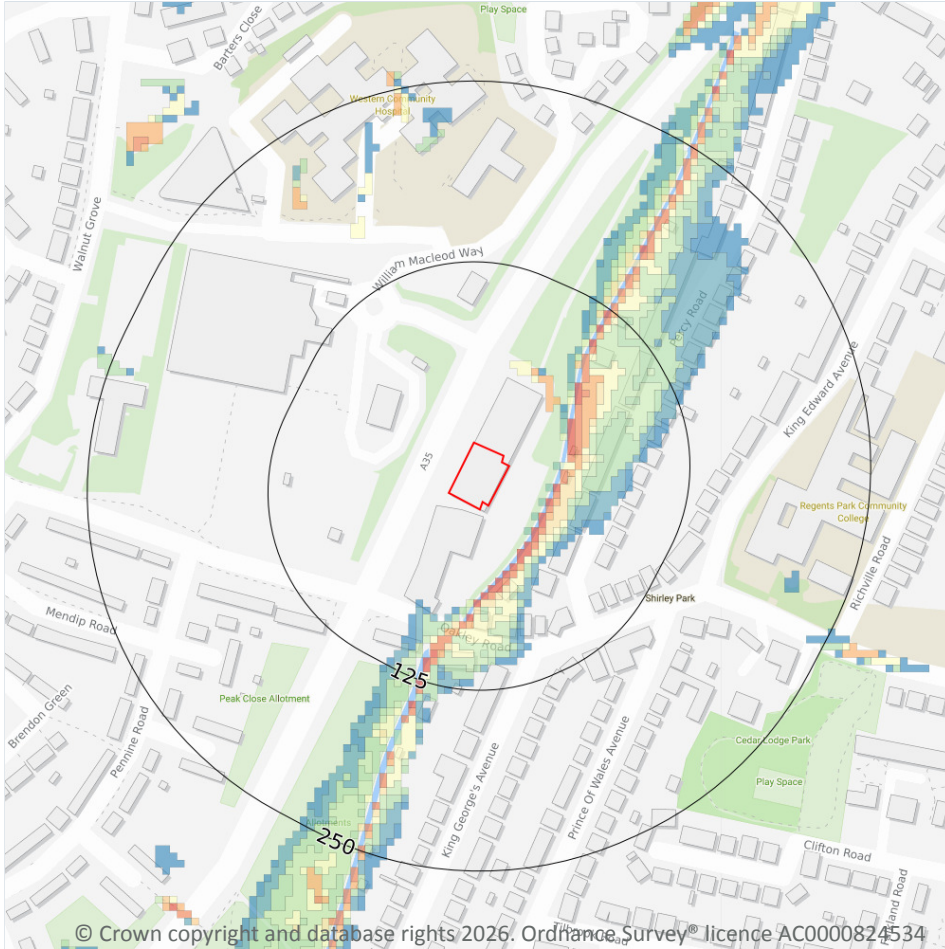 Play Space
Barters Close
Western Community
Hospital
Walnut Grove
William Macleod Way
Percy Road
King Edward Avenue
A35
Regents Park Community
College
Richville Road
Shirley Park
Mendip Road
Oakley Road
125
Peak Close Allotment
Brendon Green
Pennine Road
King George's Avenue
Prince Of Wales Avenue
Cedar Lodge Park
Play Space
Allotments
250
Clifton Road
© Crown copyright and database rights 2026. Ordnance Survey® licence AC0000824534